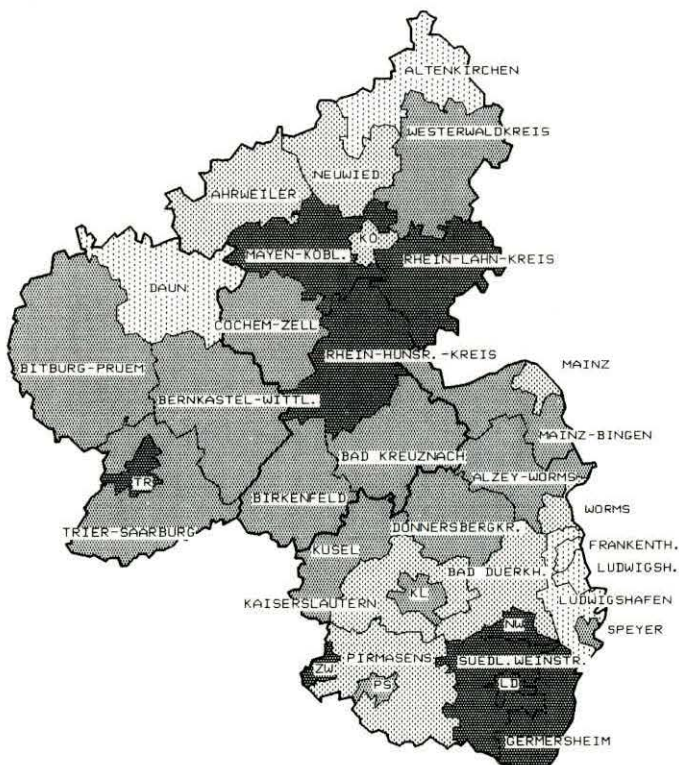 ALTENKIRCHEN
WESTERWALDKREIS
NEUWIED
AHRWEILER
KO
MAYEN-KOBL.
RHEIN-LAHN-KREIS
DAUN
COCHEM-ZELL
RHEIN-HUNSR.-KREIS
MAINZ
BITBURG-PRUEM
BERNKASTEL-WITTL.
MAINZ-BINGEN
BAD KREUZNACH
ALZEY-WORMS
TR
BIRKENFELD
WORMS
TRIER-SAARBURG
DONNERSBERGKR.
KUSEL
FRANKENTH.
BAD DUERKH.
LUDWIGSH.
KL
LUDWIGSHAFEN
KAISERSLAUTERN
NW
SPEYER
PIRMASENS
SUEDL.WEINSTR.
ZW
PS
LD
GERMERSHEIM